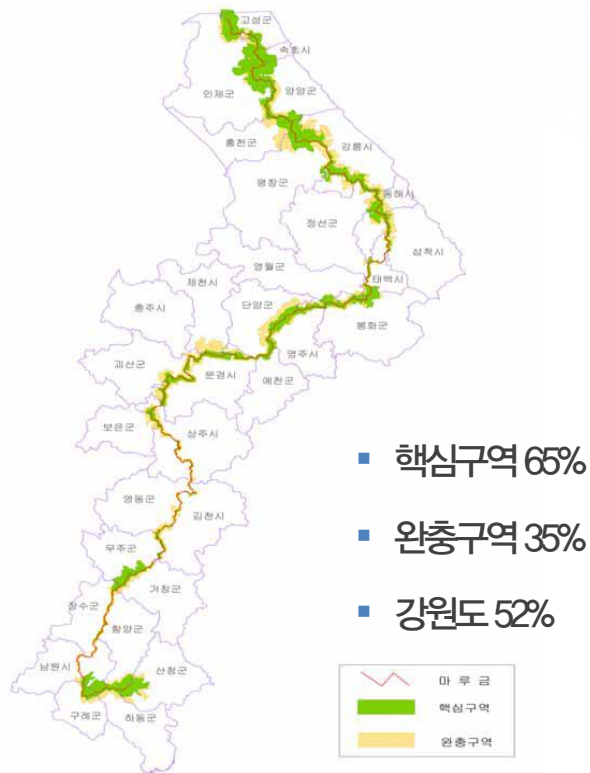 고성군
속초시
인제군
양양군
홍천군
강릉시
평창군
동해시
정선군
삼척시
영월군
태백시
제천시
단양군
충주시
봉화군
영주시
괴산군
문경시
예천군
보은군
상주시
영동군
김천시
무주군
거창군
장수군
함양군
남원시
산청군
구례군
하동군
▪ 핵심구역 65%
▪ 완충구역 35%
▪ 강원도 52%
마루금
핵심구역
완충구역